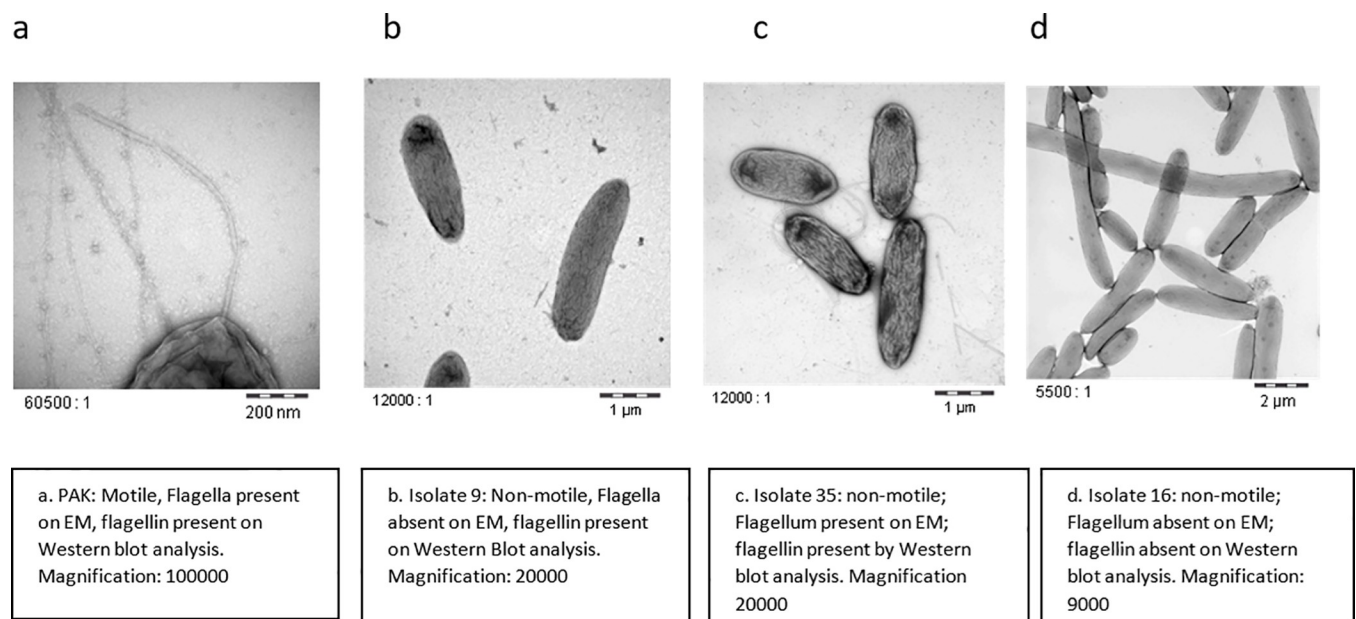 a
b
c
d
60500 : 1
200 nm
12000 : 1
1 µm
12000 : 1
1 µm
5500 : 1
2 µm
a. PAK: Motile, Flagella present
on EM, flagellin present on
Western blot analysis.
Magnification: 100000
b. Isolate 9: Non-motile, Flagella
absent on EM, flagellin present
on Western Blot analysis.
Magnification: 20000
c. Isolate 35: non-motile;
Flagellum present on EM;
flagellin present by Western
blot analysis. Magnification
20000
d. Isolate 16: non-motile;
Flagellum absent on EM;
flagellin absent on Western
blot analysis. Magnification:
9000